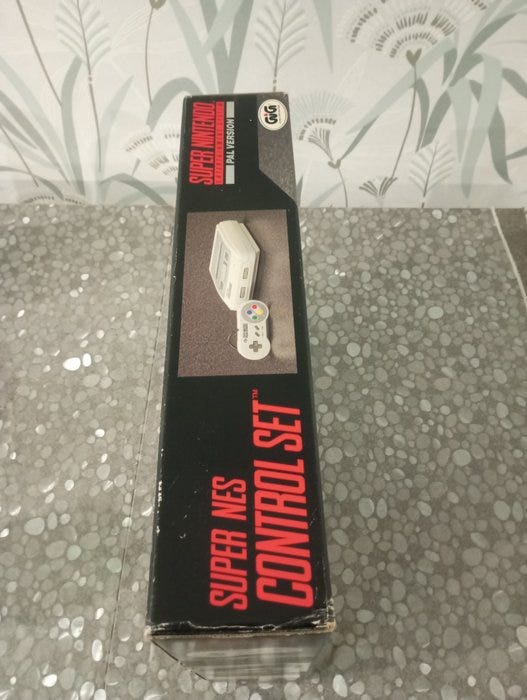 SUPER NINTENDO
PAL VERSION
GiG
SUPER NES
CONTROL SET™